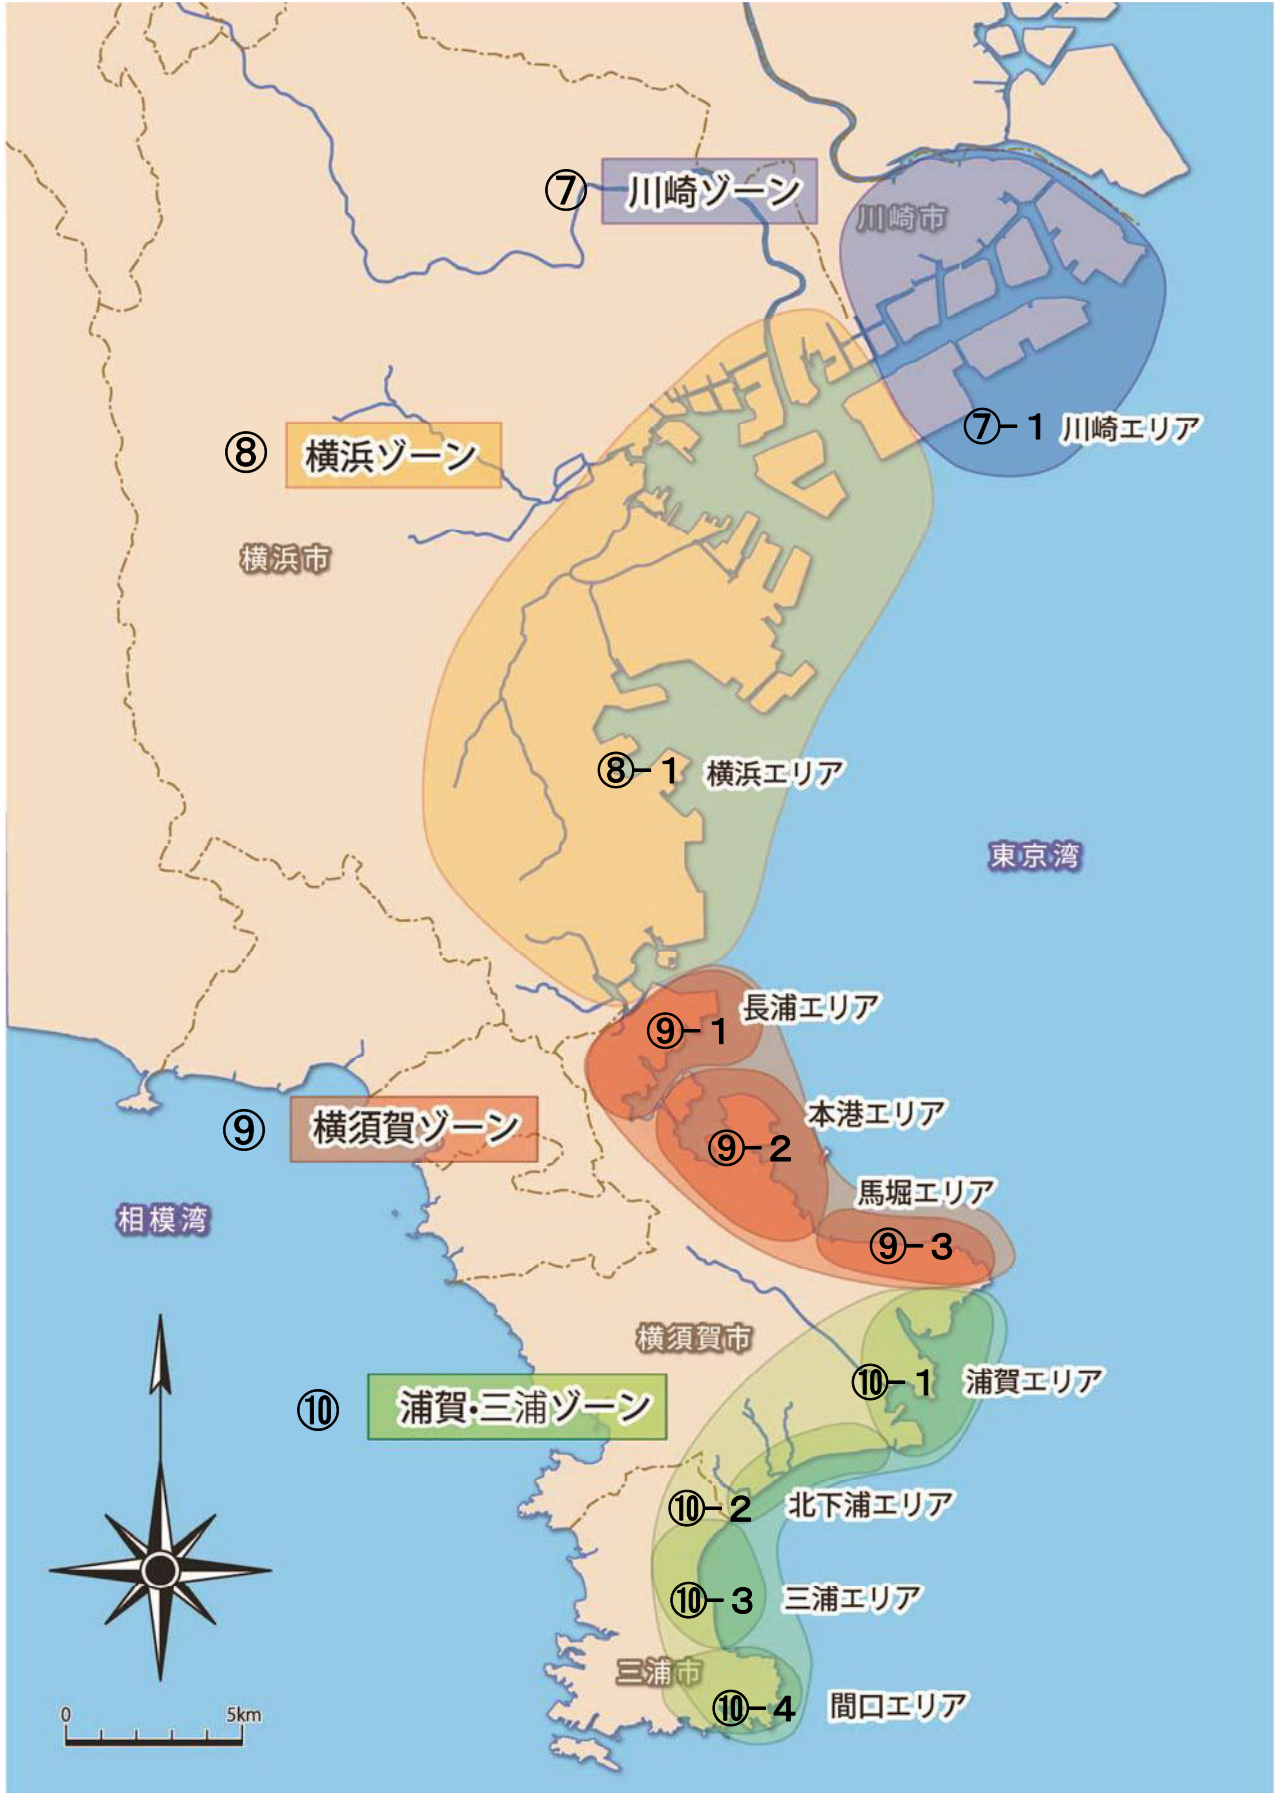 ⑦ 川崎ゾーン
川崎市
⑦-1 川崎エリア
⑧ 横浜ゾーン
横浜市
⑧-1 横浜エリア
東京湾
長浦エリア
⑨-1
⑨ 横須賀ゾーン
本港エリア
⑨-2
馬堀エリア
相模湾
⑨-3
横須賀市
⑩-1 浦賀エリア
⑩ 浦賀・三浦ゾーン
⑩-2 北下浦エリア
⑩-3 三浦エリア
三浦市
⑩-4 間口エリア
0 5km